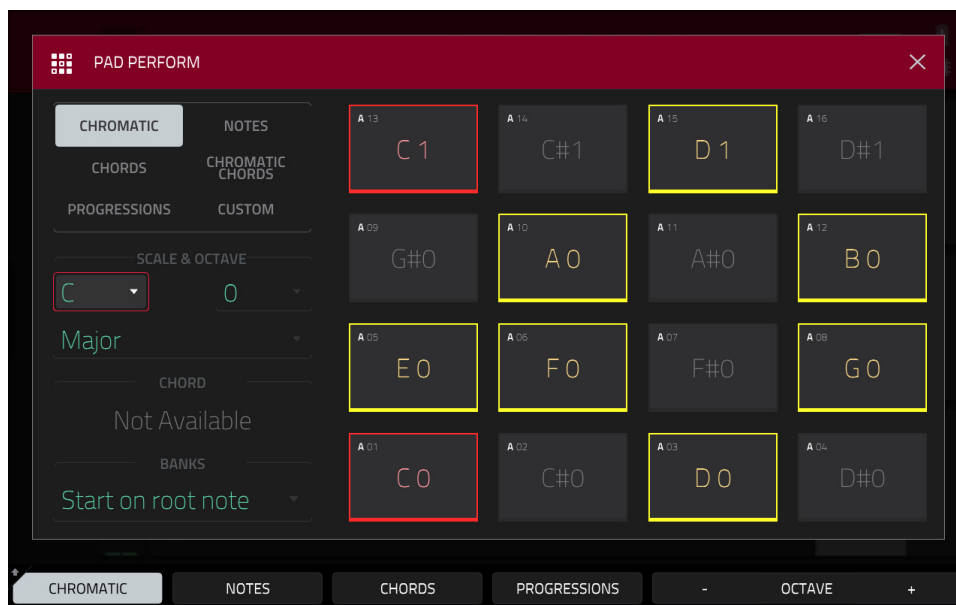 PAD PERFORM
CHROMATIC NOTES
CHORDS CHROMATIC CHORDS
PROGRESSIONS CUSTOM
SCALE & OCTAVE
C 0
Major
CHORD
Not Available
BANKS
Start on root note
A 13 A 14 A 15 A 16
C 1 C#1 D 1 D#1
A 09 A 10 A 11 A 12
G#0 A 0 A#0 B 0
A 05 A 06 A 07 A 08
E 0 F 0 F#0 G 0
A 01 A 02 A 03 A 04
C 0 C#0 D 0 D#0
CHROMATIC NOTES CHORDS PROGRESSIONS - OCTAVE +